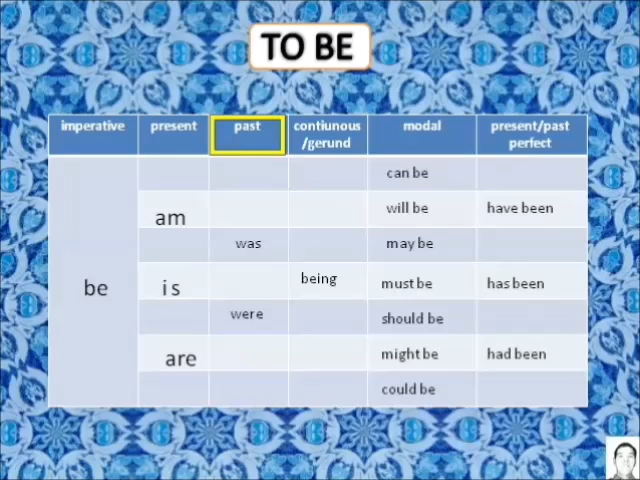 TO BE
imperative present past contiunous /gerund modal present/past perfect
can be
am will be have been
was may be
be is being must be has been
were should be
are might be had been
could be